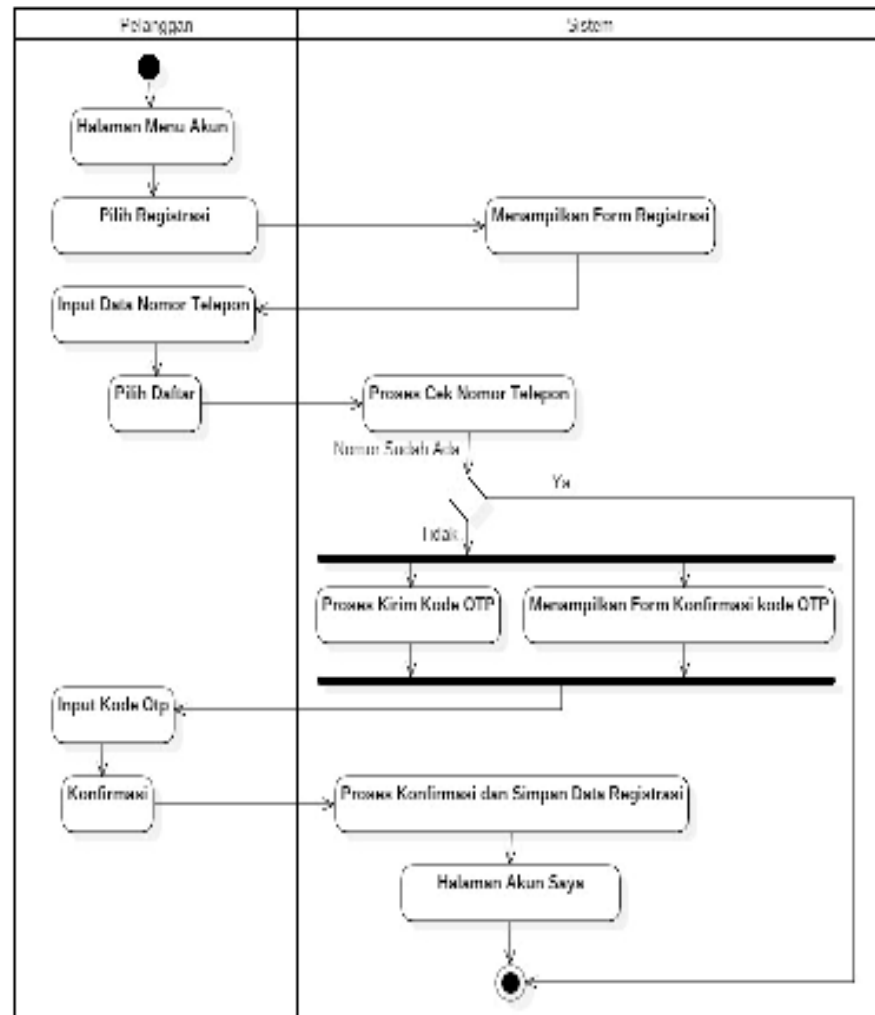 Pelanggan
Sistem
Halaman Menu Akun
Pilih Registrasi
Menampilkan Form Registrasi
Input Data Nomor Telepon
Pilih Daftar
Proses Cek Nomor Telepon
Nomor Sudah Ada
Ya
Tidak
Proses Kirim Kode OTP
Menampilkan Form Konfirmasi kode OTP
Input Kode Otp
Konfirmasi
Proses Konfirmasi dan Simpan Data Registrasi
Halaman Akun Saya